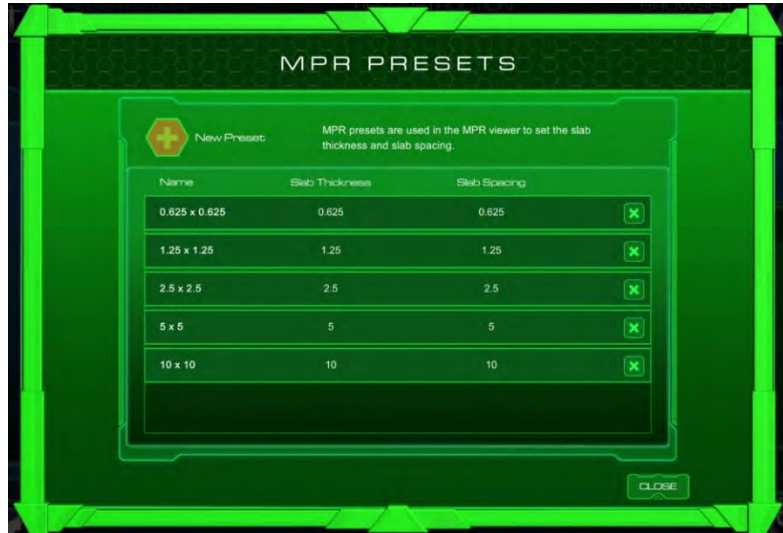 MPR PRESETS
New Preset
MPR presets are used in the MPR viewer to set the slab
thickness and slab spacing.
Name Slab Thickness Slab Spacing
0.625 x 0.625 0.625 0.625
1.25 x 1.25 1.25 1.25
2.5 x 2.5 2.5 2.5
5 x 5 5 5
10 x 10 10 10
CLOSE